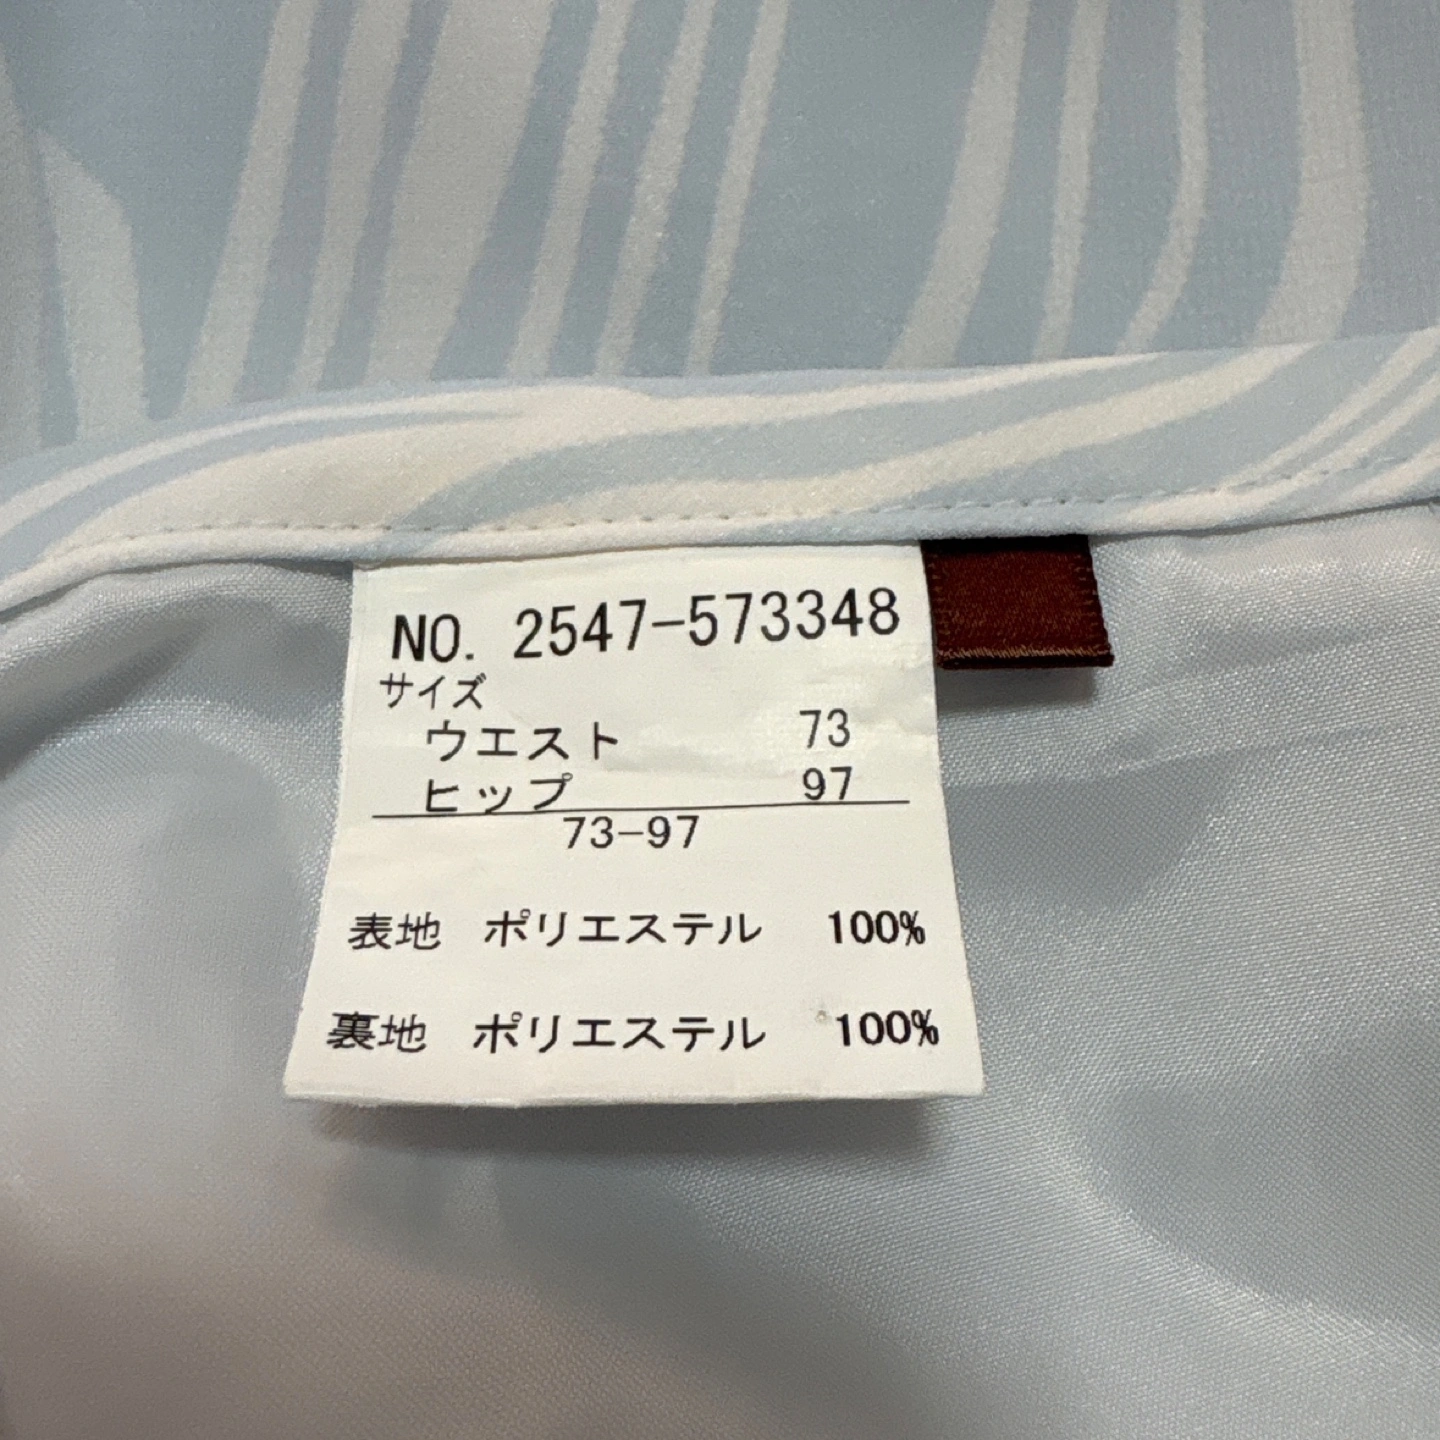 NO. 2547-573348
サイズ
ウエスト 73
ヒップ 97
73-97
表地 ポリエステル 100%
裏地 ポリエステル 100%